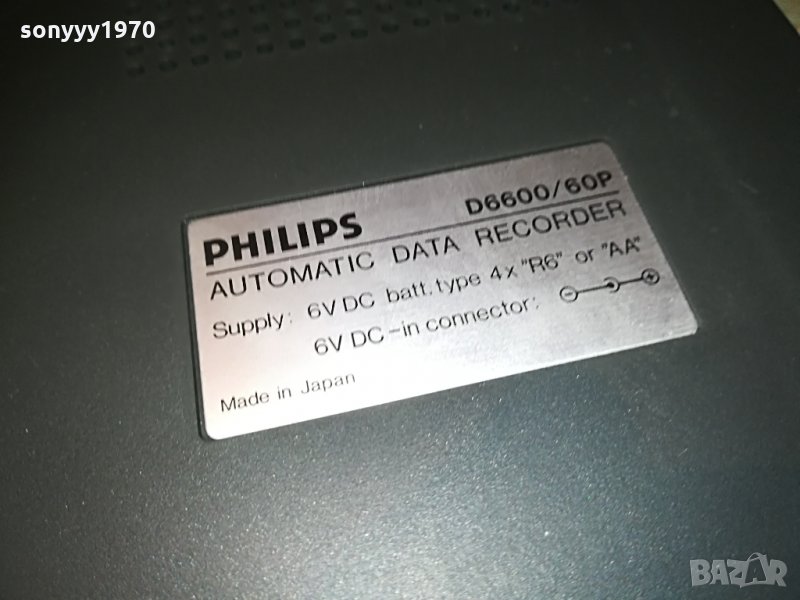 sonyyy1970
PHILIPS D6600/60P
AUTOMATIC DATA RECORDER
Supply: 6V DC batt.type 4x "R6" or "AA"
6V DC-in connector:
Made in Japan
BAZAR